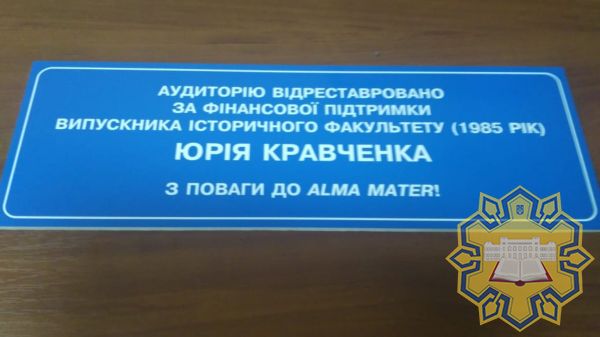 АУДИТОРІЮ ВІДРЕСТАВРОВАНО
ЗА ФІНАНСОВОЇ ПІДТРИМКИ
ВИПУСКНИКА ІСТОРИЧНОГО ФАКУЛЬТЕТУ (1985 РІК)
ЮРІЯ КРАВЧЕНКА
З ПОВАГИ ДО ALMA MATER!